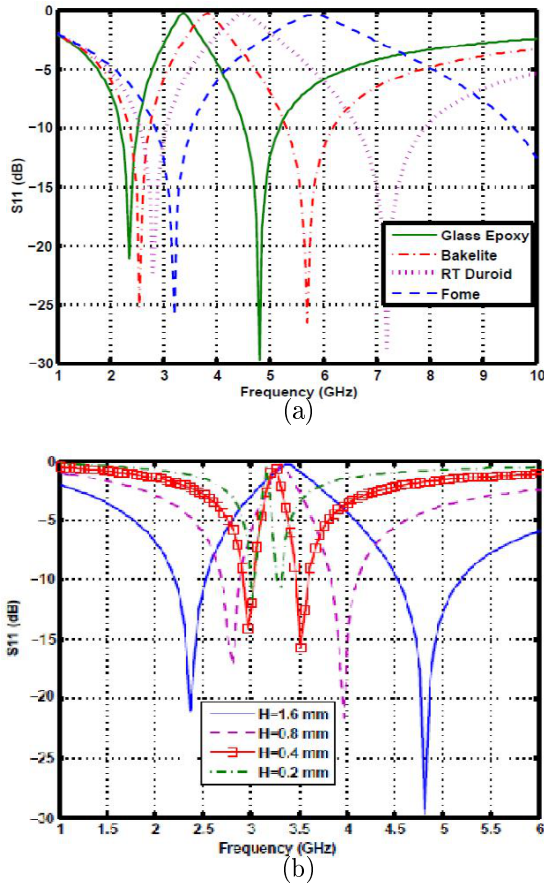 0
−5
−10
−15
−20
−25
−30
S11 (dB)
Glass Epoxy
Bakelite
RT Duroid
Fome
1 2 3 4 5 6 7 8 9 10
Frequency (GHz)
(a)
0
−5
−10
−15
−20
−25
−30
S11 (dB)
H=1.6 mm
H=0.8 mm
H=0.4 mm
H=0.2 mm
1 1.5 2 2.5 3 3.5 4 4.5 5 5.5 6
Frequency (GHz)
(b)